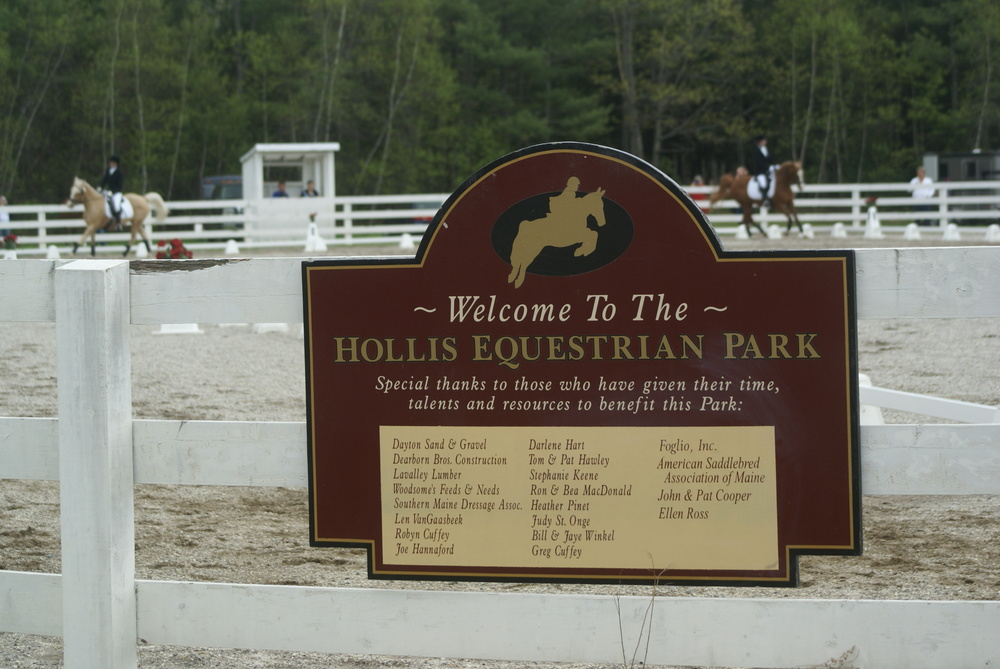 ~ Welcome To The ~
HOLLIS EQUESTRIAN PARK
Special thanks to those who have given their time,
talents and resources to benefit this Park:
Dayton Sand & Gravel
Dearborn Bros. Construction
Lavalley Lumber
Woodsome's Feeds & Needs
Southern Maine Dressage Assoc.
Len VanGaasbeek
Robyn Cuffey
Joe Hannaford
Darlene Hart
Tom & Pat Hawley
Stephanie Keene
Ron & Bea MacDonald
Heather Pinet
Judy St. Onge
Bill & Jaye Winkel
Greg Cuffey
Foglio, Inc.
American Saddlebred
Association of Maine
John & Pat Cooper
Ellen Ross